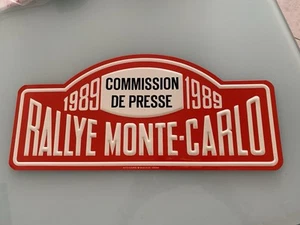 COMMISSION
DE PRESSE
1989 1989
RALLYE MONTE-CARLO